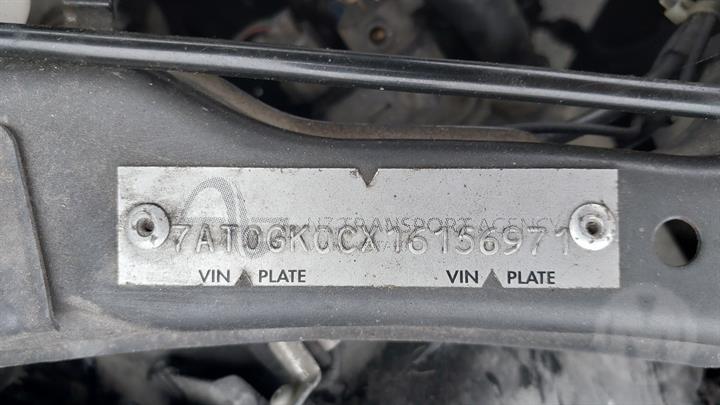 NZ TRANSPORT AGENCY
7AT0GK0CX16156971
VIN PLATE VIN PLATE